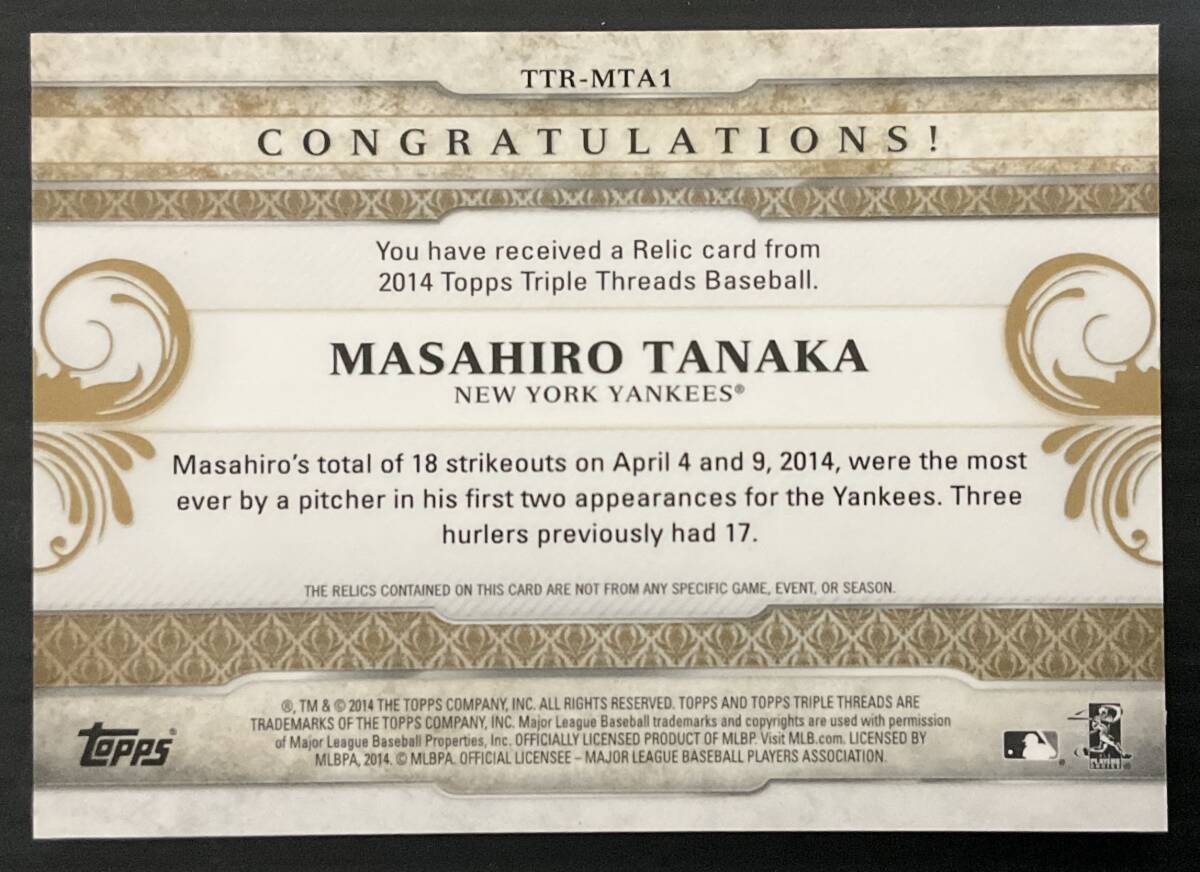 TTR-MTA1
CONGRATULATIONS!
You have received a Relic card from
2014 Topps Triple Threads Baseball.
MASAHIRO TANAKA
NEW YORK YANKEES®
Masahiro's total of 18 strikeouts on April 4 and 9, 2014, were the most
ever by a pitcher in his first two appearances for the Yankees. Three
hurlers previously had 17.
THE RELICS CONTAINED ON THIS CARD ARE NOT FROM ANY SPECIFIC GAME, EVENT, OR SEASON.
®, TM & © 2014 THE TOPPS COMPANY, INC. ALL RIGHTS RESERVED. TOPPS AND TOPPS TRIPLE THREADS ARE
TRADEMARKS OF THE TOPPS COMPANY, INC. Major League Baseball trademarks and copyrights are used with permission
of Major League Baseball Properties, Inc. OFFICIALLY LICENSED PRODUCT OF MLBP. Visit MLB.com. LICENSED BY
MLBPA, 2014. © MLBPA. OFFICIAL LICENSEE – MAJOR LEAGUE BASEBALL PLAYERS ASSOCIATION.
topps®